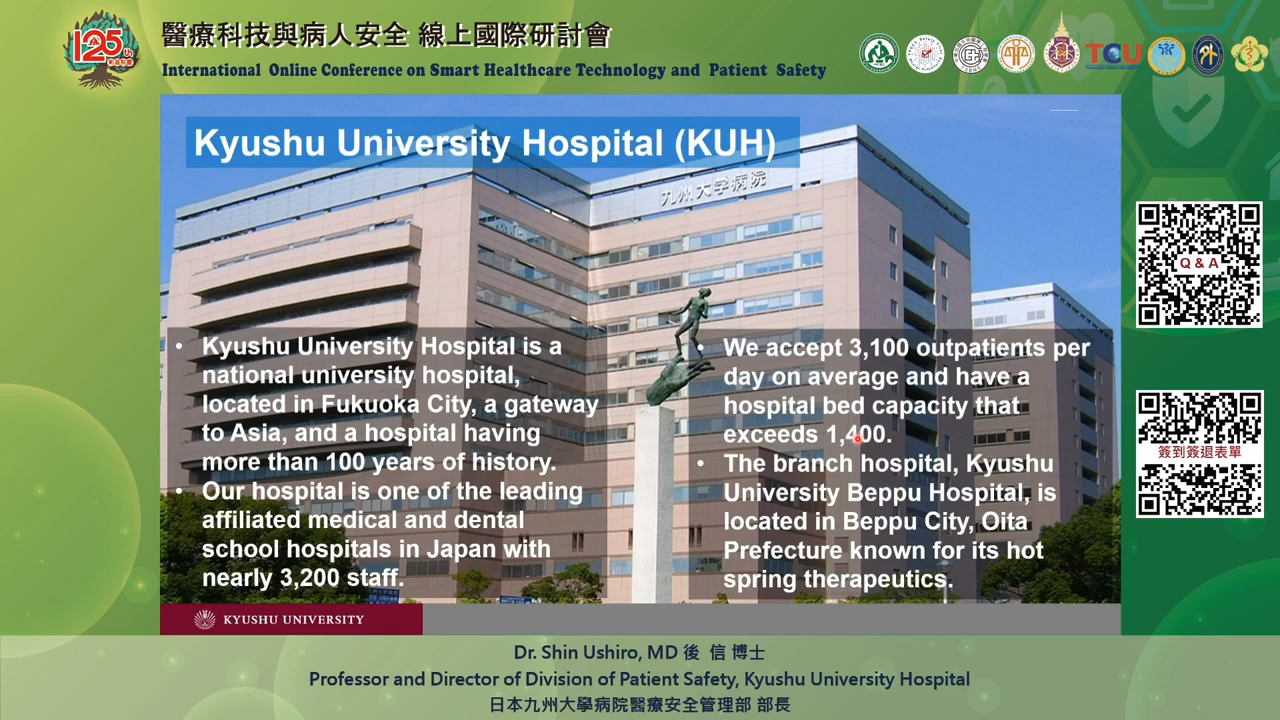 125
醫療科技與病人安全 線上國際研討會
International Online Conference on Smart Healthcare Technology and Patient Safety
TCU
Kyushu University Hospital (KUH)
九州大学病院
• Kyushu University Hospital is a
national university hospital,
located in Fukuoka City, a gateway
to Asia, and a hospital having
more than 100 years of history.
• Our hospital is one of the leading
affiliated medical and dental
school hospitals in Japan with
nearly 3,200 staff.
• We accept 3,100 outpatients per
day on average and have a
hospital bed capacity that
exceeds 1,400.
• The branch hospital, Kyushu
University Beppu Hospital, is
located in Beppu City, Oita
Prefecture known for its hot
spring therapeutics.
KYUSHU UNIVERSITY
Q & A
簽到簽退表單
Dr. Shin Ushiro, MD 後 信 博士
Professor and Director of Division of Patient Safety, Kyushu University Hospital
日本九州大學病院醫療安全管理部 部長